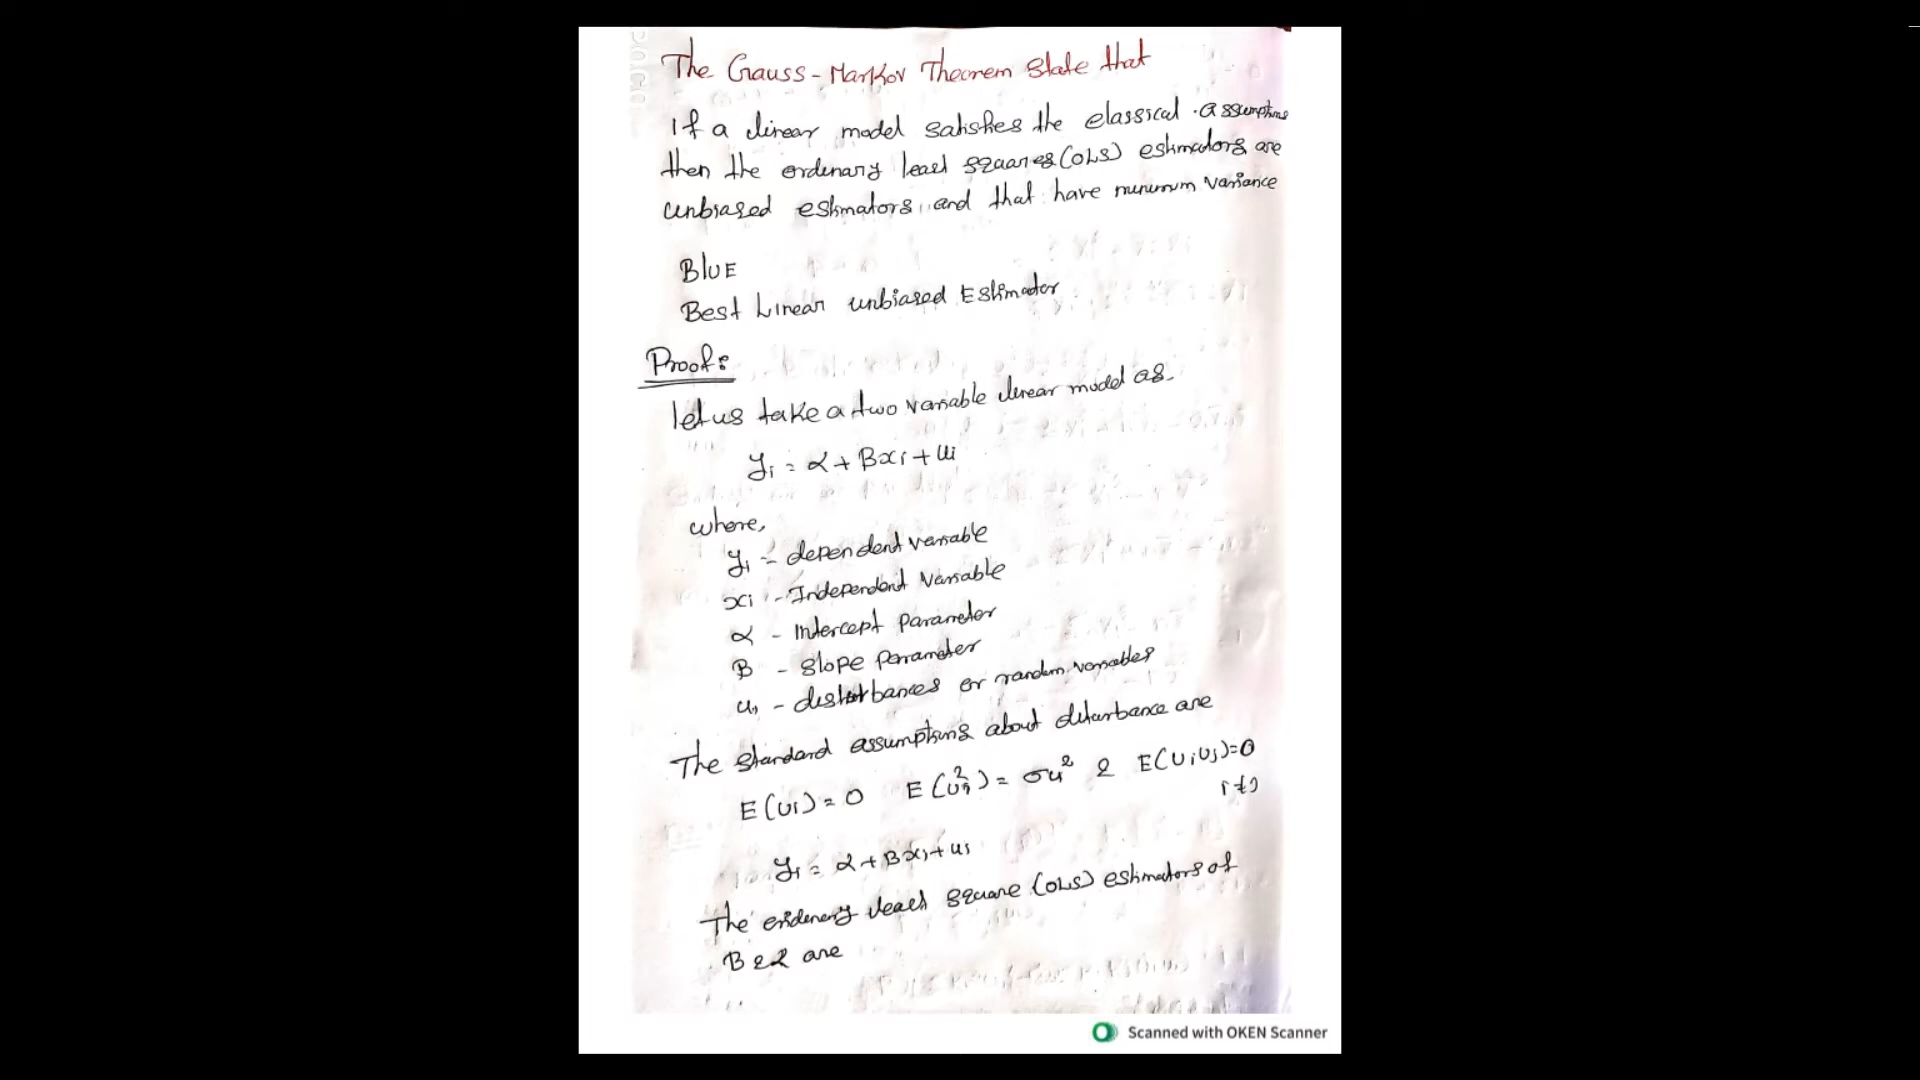 The Gauss-Markov Theorem State that
If a linear model satisfies the classical assumptions
then the ordinary least squares (OLS) estimators are
unbiased estimators and that have minimum variance
BLUE
Best Linear unbiased Estimator
Proof:
let us take a two variable linear model as
yi = α + Bxi + ui
where,
yi - dependent variable
xi - Independent Variable
α - Intercept Parameter
B - Slope Parameter
ui - disturbances or random variables
The standard assumptions about disturbance are
E(ui) = 0 E(ui²) = σu² & E(uiuj) = 0
i≠j
yi = α + Bxi + ui
The ordinary least square (OLS) estimators of
B & α are
Scanned with OKEN Scanner